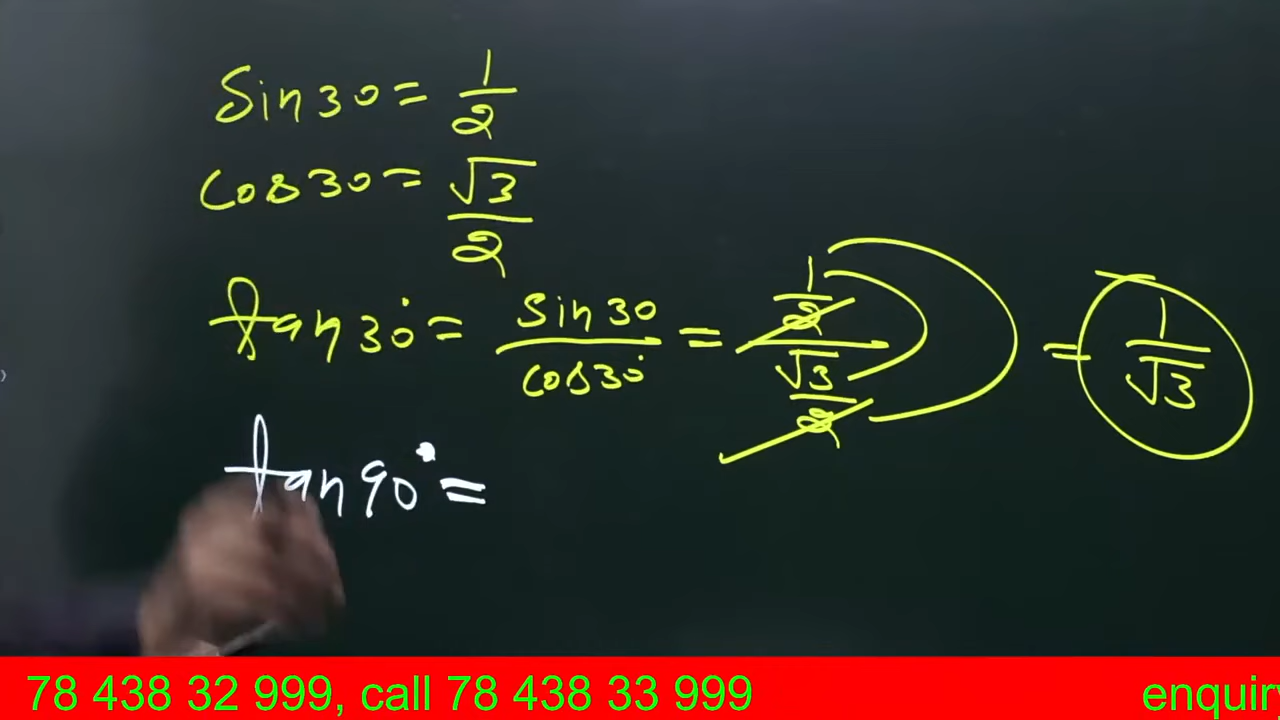 Sin30 = 1/2
Cos30 = √3/2
tan30° = Sin30/Cos30° = (1/2)/(√3/2) = 1/√3
tan90° =
78 438 32 999, call 78 438 33 999 enquiry